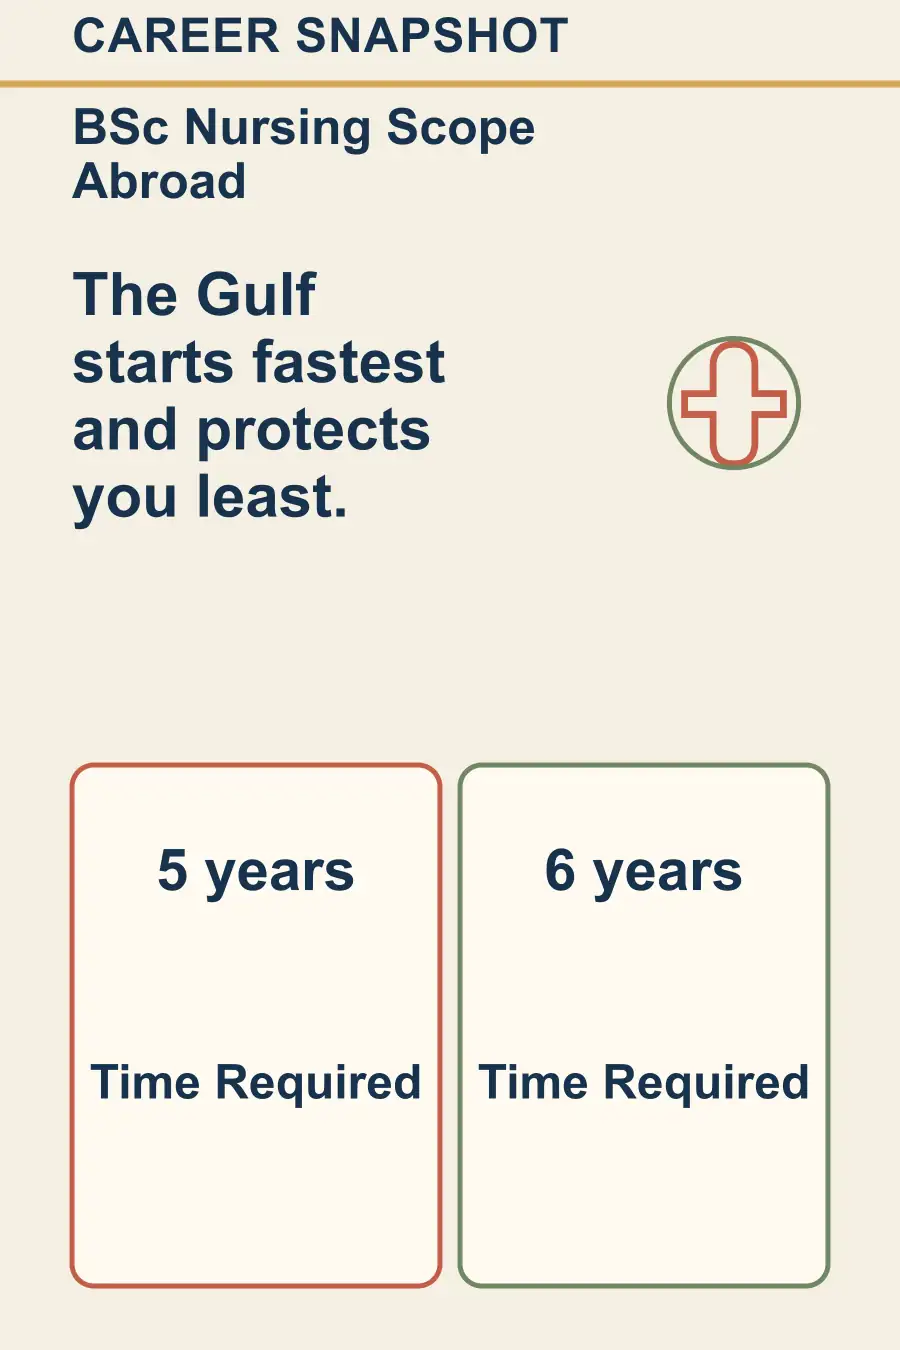 CAREER SNAPSHOT
BSc Nursing Scope
Abroad
The Gulf
starts fastest
and protects
you least.
5 years
Time Required
6 years
Time Required